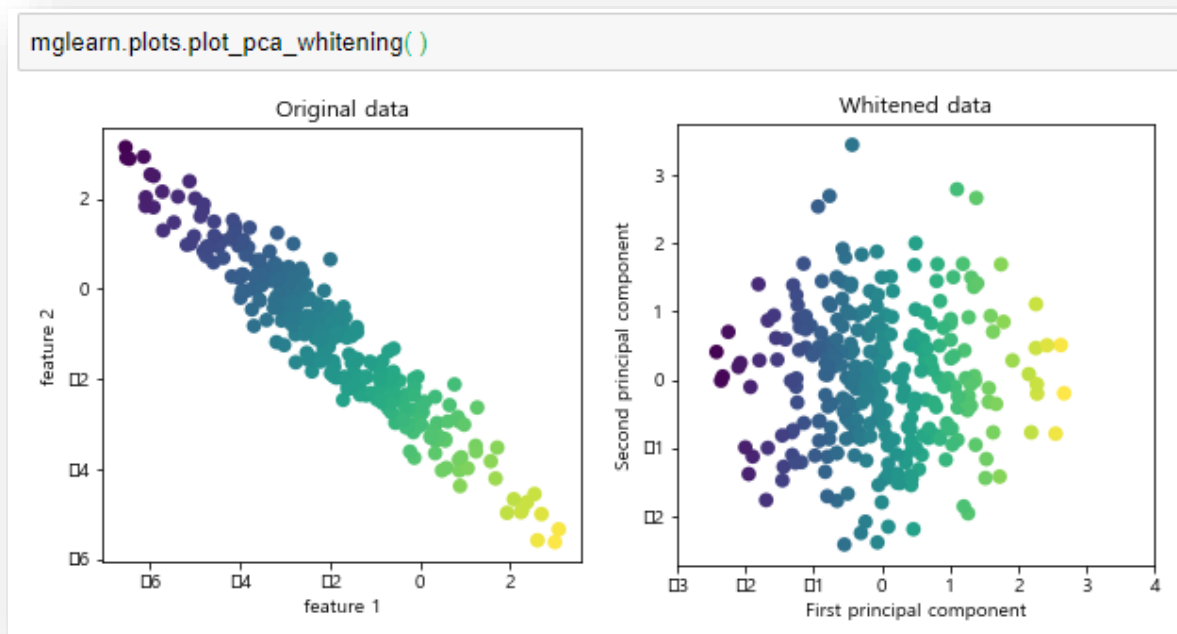 mglearn.plots.plot_pca_whitening( )
Original data
feature 2
2
0
□2
□4
□6
□6 □4 □2 0 2
feature 1
Whitened data
Second principal component
3
2
1
0
□1
□2
□3 □2 □1 0 1 2 3 4
First principal component